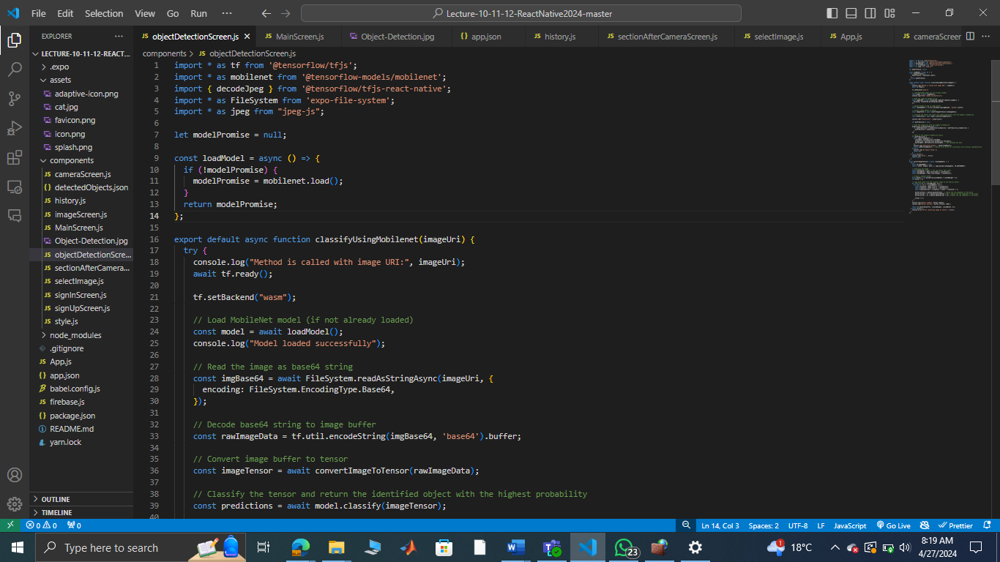 File Edit Selection View Go Run ··· Lecture-10-11-12-ReactNative2024-master
EXPLORER ···
LECTURE-10-11-12-REACT...
.expo
assets
adaptive-icon.png
cat.jpg
favicon.png
icon.png
splash.png
components
JS cameraScreen.js
{} detectedObjects.json
JS history.js
JS imageScreen.js
JS MainScreen.js
Object-Detection.jpg
JS objectDetectionScre...
JS sectionAfterCamera...
JS selectImage.js
JS signInScreen.js
JS signUpScreen.js
JS style.js
node_modules
.gitignore
JS App.js
{} app.json
babel.config.js
JS firebase.js
{} package.json
README.md
yarn.lock
OUTLINE
TIMELINE
JS objectDetectionScreen.js JS MainScreen.js Object-Detection.jpg {} app.json JS history.js JS sectionAfterCameraScreen.js JS selectImage.js JS App.js JS cameraScreen
components > JS objectDetectionScreen.js
1 import * as tf from '@tensorflow/tfjs';
2 import * as mobilenet from '@tensorflow-models/mobilenet';
3 import { decodeJpeg } from '@tensorflow/tfjs-react-native';
4 import * as FileSystem from 'expo-file-system';
5 import * as jpeg from "jpeg-js";
6
7 let modelPromise = null;
8
9 const loadModel = async () => {
10 if (!modelPromise) {
11 modelPromise = mobilenet.load();
12 }
13 return modelPromise;
14 };
15
16 export default async function classifyUsingMobilenet(imageUri) {
17 try {
18 console.log("Method is called with image URI:", imageUri);
19 await tf.ready();
20
21 tf.setBackend("wasm");
22
23 // Load MobileNet model (if not already loaded)
24 const model = await loadModel();
25 console.log("Model loaded successfully");
26
27 // Read the image as base64 string
28 const imgBase64 = await FileSystem.readAsStringAsync(imageUri, {
29 encoding: FileSystem.EncodingType.Base64,
30 });
31
32 // Decode base64 string to image buffer
33 const rawImageData = tf.util.encodeString(imgBase64, 'base64').buffer;
34
35 // Convert image buffer to tensor
36 const imageTensor = await convertImageToTensor(rawImageData);
37
38 // Classify the tensor and return the identified object with the highest probability
39 const predictions = await model.classify(imageTensor);
40
0 0 0 Ln 14, Col 3 Spaces: 2 UTF-8 LF JavaScript Go Live Prettier
Type here to search 23 1 18°C 8:19 AM
4/27/2024